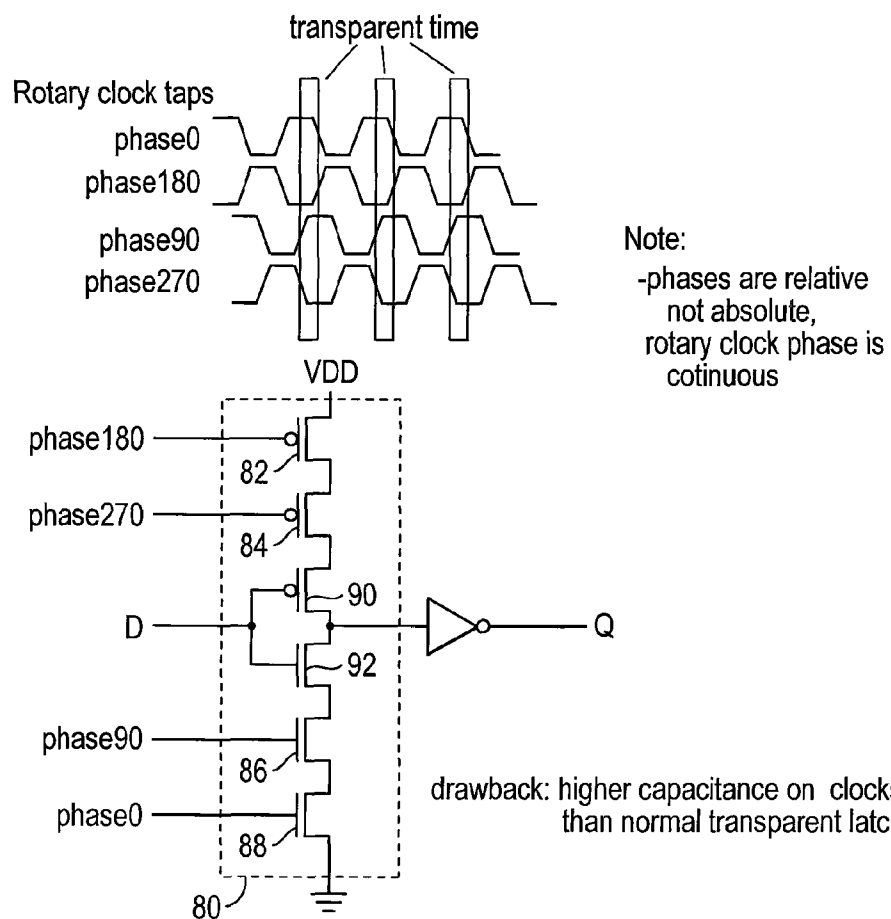 transparent time
Rotary clock taps
phase0
phase180
phase90
phase270
Note:
-phases are relative
not absolute,
rotary clock phase is
cotinuous
VDD
phase180
82
phase270
84
90
D
Q
92
phase90
86
drawback: higher capacitance on clocks
than normal transparent latc
phase0
88
80